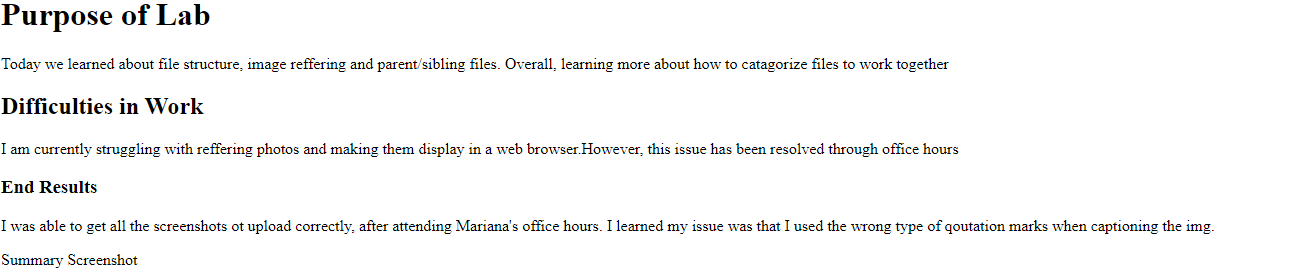 Purpose of Lab
Today we learned about file structure, image reffering and parent/sibling files. Overall, learning more about how to catagorize files to work together
Difficulties in Work
I am currently struggling with reffering photos and making them display in a web browser.However, this issue has been resolved through office hours
End Results
I was able to get all the screenshots ot upload correctly, after attending Mariana's office hours. I learned my issue was that I used the wrong type of qoutation marks when captioning the img.
Summary Screenshot